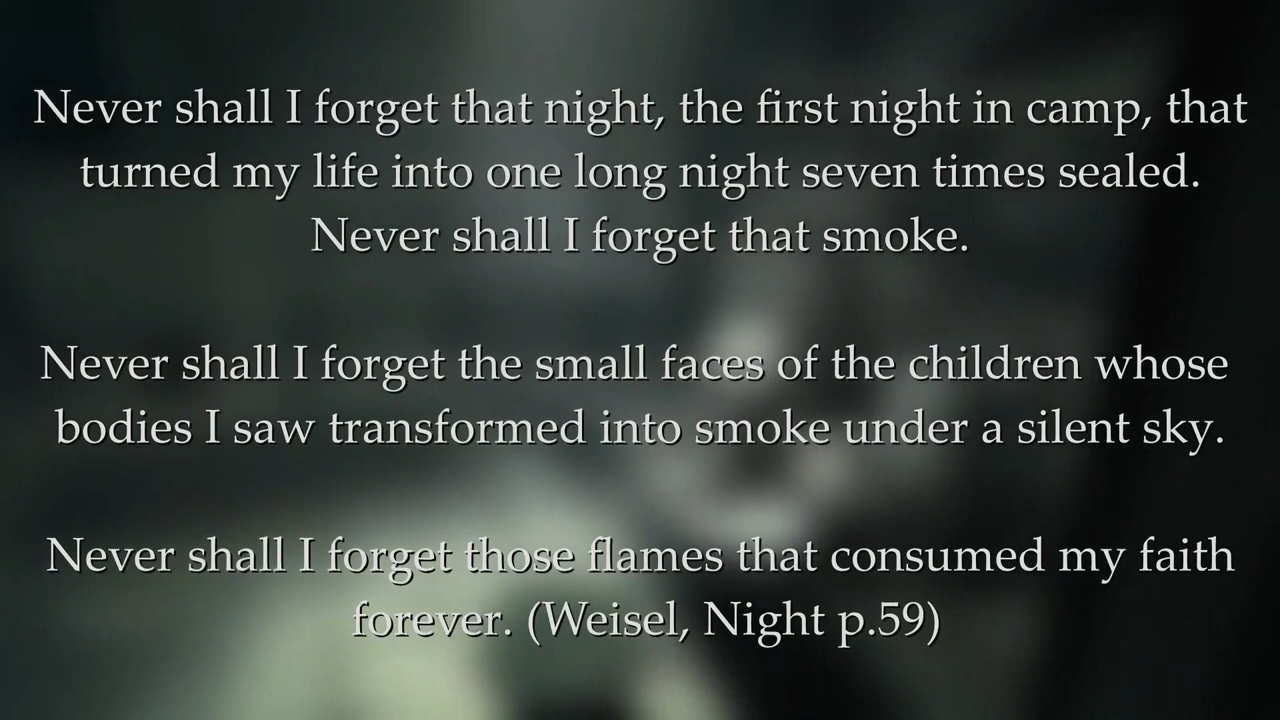 Never shall I forget that night, the first night in camp, that
turned my life into one long night seven times sealed.
Never shall I forget that smoke.
Never shall I forget the small faces of the children whose
bodies I saw transformed into smoke under a silent sky.
Never shall I forget those flames that consumed my faith
forever. (Weisel, Night p.59)